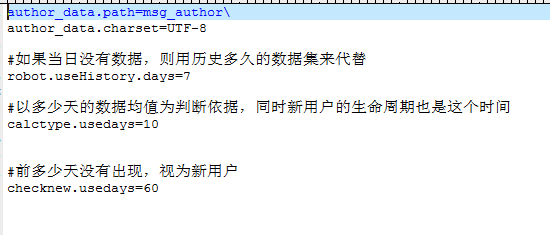 author_data.path=msg_author\
author_data.charset=UTF-8
#如果当日没有数据，则用历史多久的数据集来代替
robot.useHistory.days=7
#以多少天的数据均值为判断依据，同时新用户的生命周期也是这个时间
calctype.usedays=10
#前多少天没有出现，视为新用户
checknew.usedays=60